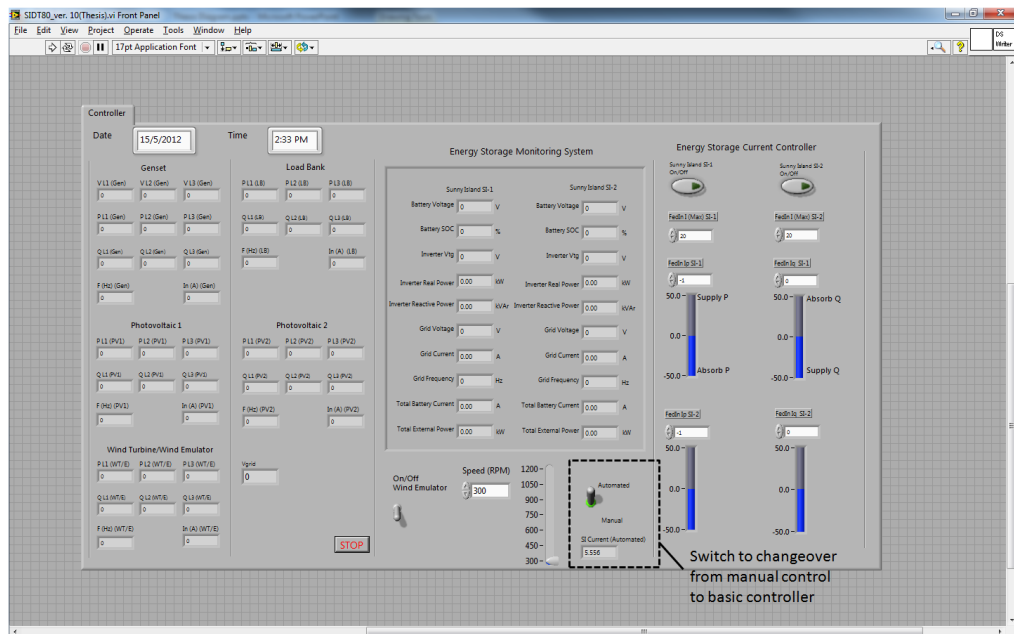 SIDT80_ver. 10(Thesis).vi Front Panel
File Edit View Project Operate Tools Window Help
17pt Application Font
DS
Writer
Controller
Date 15/5/2012 Time 2:33 PM
Genset
V L1 (Gen) V L2 (Gen) V L3 (Gen)
0 0 0
P L1 (Gen) P L2 (Gen) P L3 (Gen)
0 0 0
Q L1 (Gen) Q L2 (Gen) Q L3 (Gen)
0 0 0
F (Hz) (Gen) In (A) (Gen)
0 0
Load Bank
P L1 (LB) P L2 (LB) P L3 (LB)
0 0 0
Q L1 (LB) Q L2 (LB) Q L3 (LB)
0 0 0
F (Hz) (LB) In (A) (LB)
0 0
Photovoltaic 1
P L1 (PV1) P L2 (PV1) P L3 (PV1)
0 0 0
Q L1 (PV1) Q L2 (PV1) Q L3 (PV1)
0 0 0
F (Hz) (PV1) In (A) (PV1)
0 0
Photovoltaic 2
P L1 (PV2) P L2 (PV2) P L3 (PV2)
0 0 0
Q L1 (PV2) Q L2 (PV2) Q L3 (PV2)
0 0 0
F (Hz) (PV2) In (A) (PV2)
0 0
Wind Turbine/Wind Emulator
P L1 (WT/E) P L2 (WT/E) P L3 (WT/E)
0 0 0
Q L1 (WT/E) Q L2 (WT/E) Q L3 (WT/E)
0 0 0
F (Hz) (WT/E) In (A) (WT/E)
0 0
Vgrid
0
STOP
Energy Storage Monitoring System
Sunny Island SI-1 Sunny Island SI-2
Battery Voltage 0 V Battery Voltage 0 V
Battery SOC 0 % Battery SOC 0 %
Inverter Vtg 0 V Inverter Vtg 0 V
Inverter Real Power 0.00 kW Inverter Real Power 0.00 kW
Inverter Reactive Power 0.00 kVAr Inverter Reactive Power 0.00 kVAr
Grid Voltage 0 V Grid Voltage 0 V
Grid Current 0.00 A Grid Current 0.00 A
Grid Frequency 0 Hz Grid Frequency 0 Hz
Total Battery Current 0.00 A Total Battery Current 0.00 A
Total External Power 0.00 kW Total External Power 0.00 kW
On/Off
Wind Emulator
Speed (RPM)
300
1200
1050
900
750
600
450
300
Automated
Manual
SI Current (Automated)
5.556
Energy Storage Current Controller
Sunny Island SI-1
On/Off
Sunny Island SI-2
On/Off
FedIn I (Max) SI-1 FedIn I (Max) SI-2
20 20
FedIn Ip SI-1 FedIn Iq SI-1
-1 0
50.0 Supply P 50.0 Absorb Q
0.0 0.0
-50.0 Absorb P -50.0 Supply Q
FedIn Ip SI-2 FedIn Iq SI-2
-1 0
50.0 50.0
0.0 0.0
-50.0 -50.0
Switch to changeover
from manual control
to basic controller